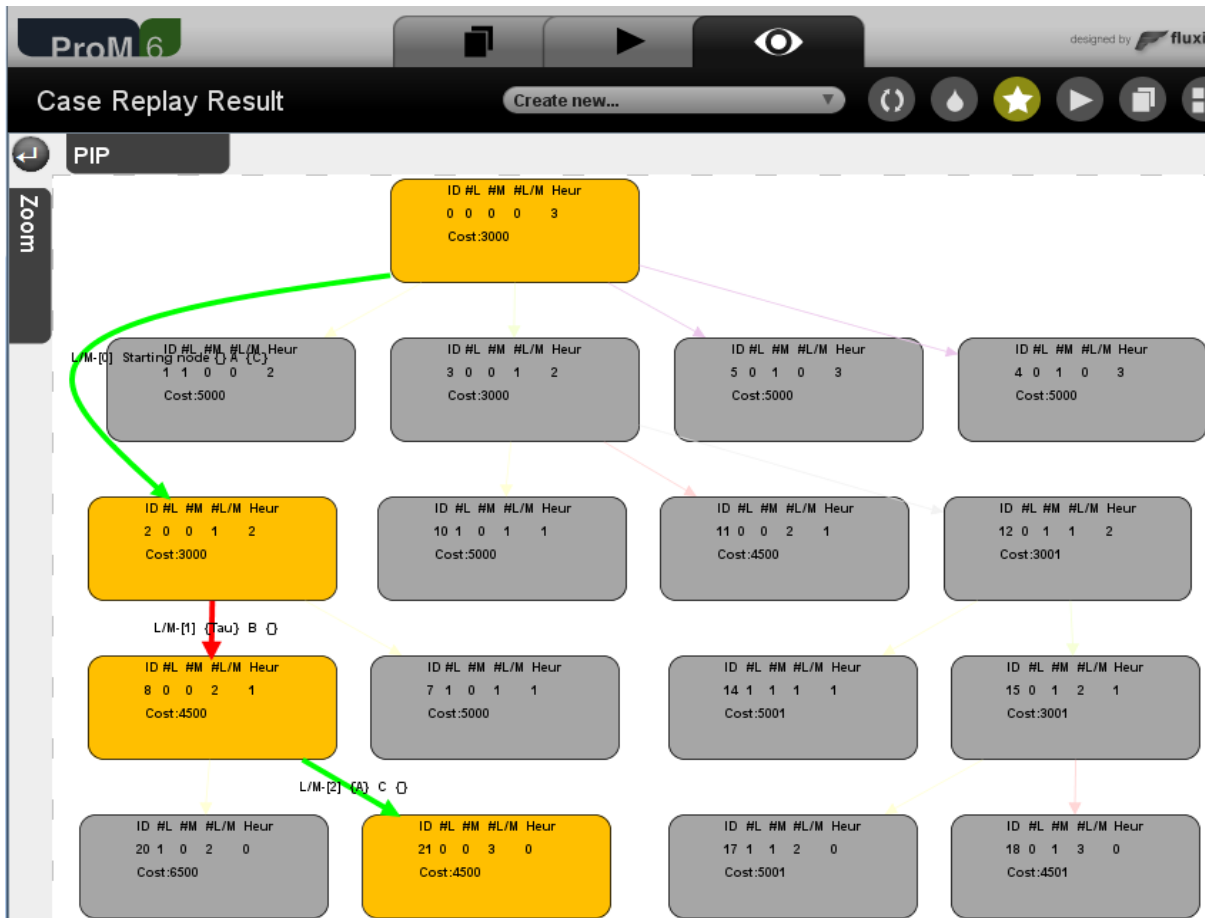 ProM 6
designed by fluxi
Case Replay Result
Create new...
PIP
Zoom
ID #L #M #L/M Heur
0 0 0 0 3
Cost:3000
L/M-[0] Starting node {} A {C}
ID #L #M #L/M Heur
1 1 0 0 2
Cost:5000
ID #L #M #L/M Heur
3 0 0 1 2
Cost:3000
ID #L #M #L/M Heur
5 0 1 0 3
Cost:5000
ID #L #M #L/M Heur
4 0 1 0 3
Cost:5000
ID #L #M #L/M Heur
2 0 0 1 2
Cost:3000
ID #L #M #L/M Heur
10 1 0 1 1
Cost:5000
ID #L #M #L/M Heur
11 0 0 2 1
Cost:4500
ID #L #M #L/M Heur
12 0 1 1 2
Cost:3001
L/M-[1] {Tau} B {}
ID #L #M #L/M Heur
8 0 0 2 1
Cost:4500
ID #L #M #L/M Heur
7 1 0 1 1
Cost:5000
ID #L #M #L/M Heur
14 1 1 1 1
Cost:5001
ID #L #M #L/M Heur
15 0 1 2 1
Cost:3001
L/M-[2] {A} C {}
ID #L #M #L/M Heur
20 1 0 2 0
Cost:6500
ID #L #M #L/M Heur
21 0 0 3 0
Cost:4500
ID #L #M #L/M Heur
17 1 1 2 0
Cost:5001
ID #L #M #L/M Heur
18 0 1 3 0
Cost:4501